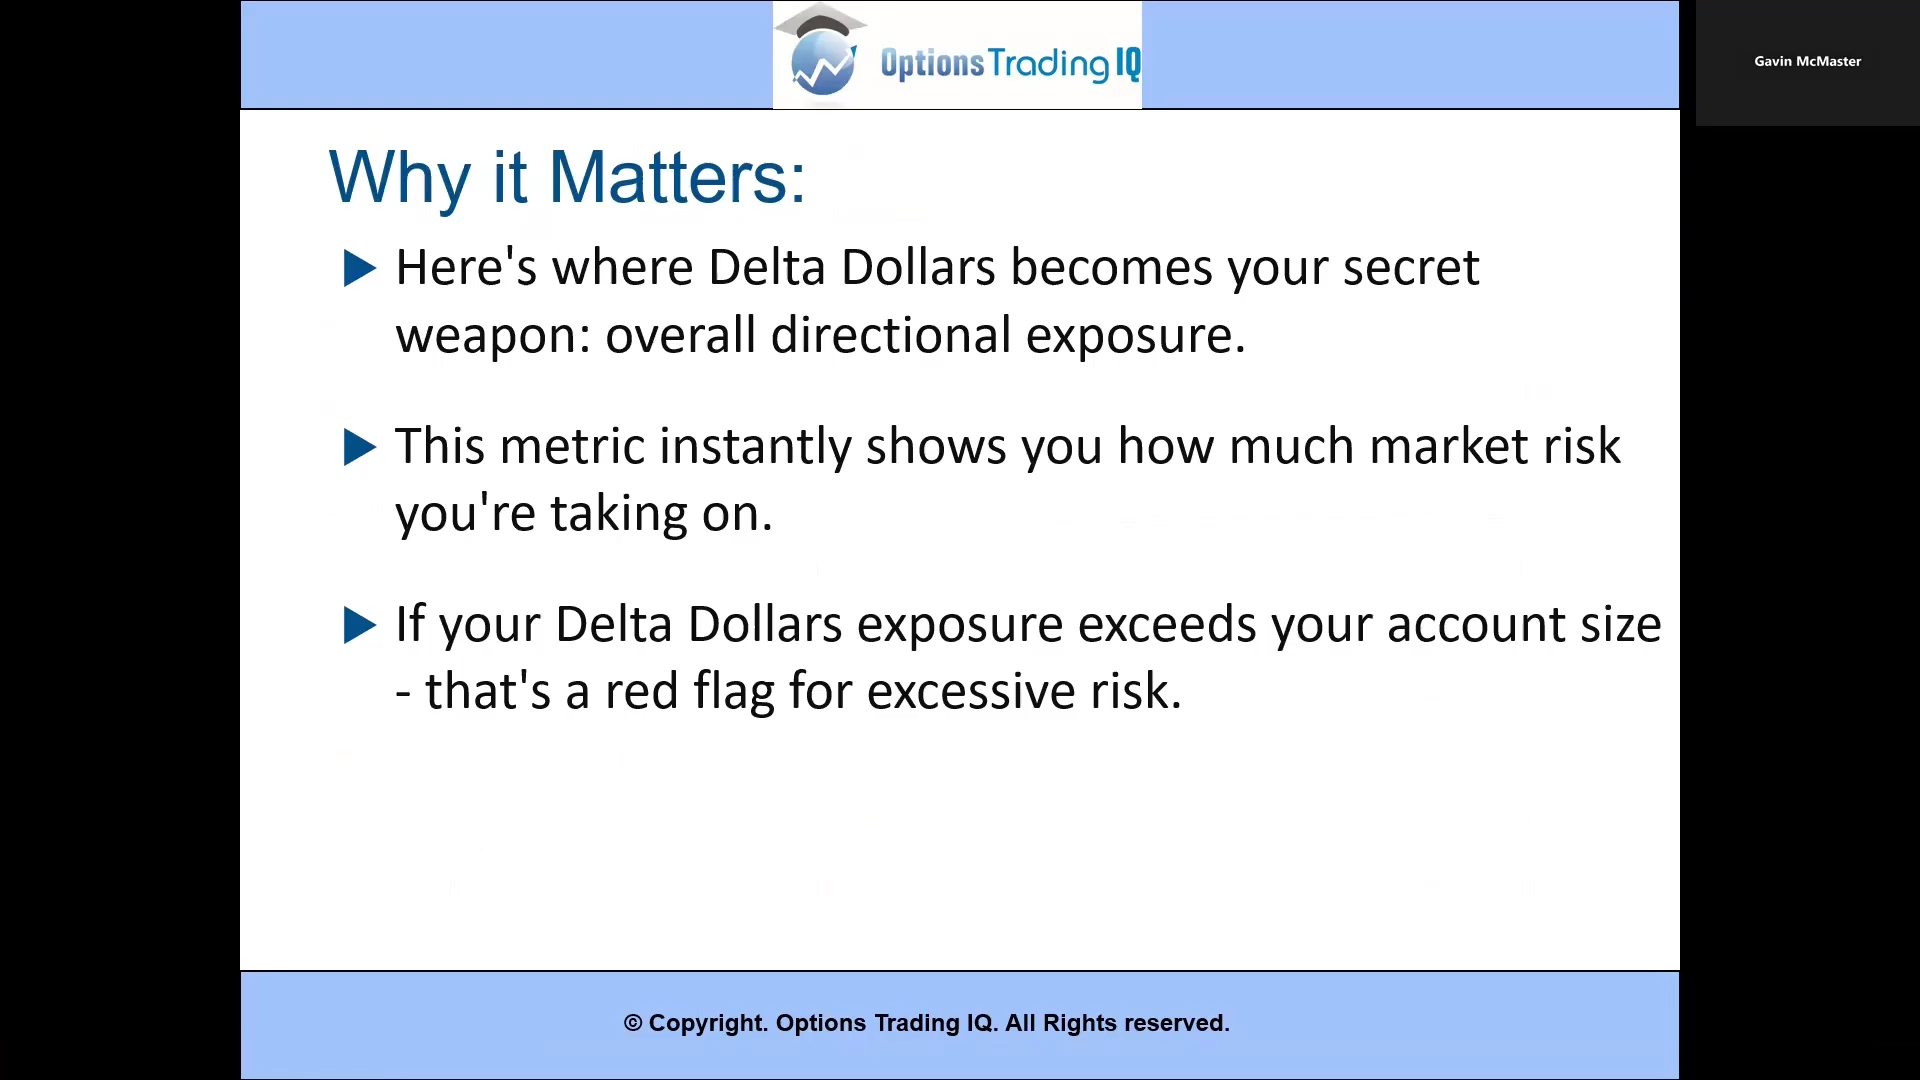 Options Trading IQ
Gavin McMaster
Why it Matters:
Here's where Delta Dollars becomes your secret
weapon: overall directional exposure.
This metric instantly shows you how much market risk
you're taking on.
If your Delta Dollars exposure exceeds your account size
- that's a red flag for excessive risk.
© Copyright. Options Trading IQ. All Rights reserved.